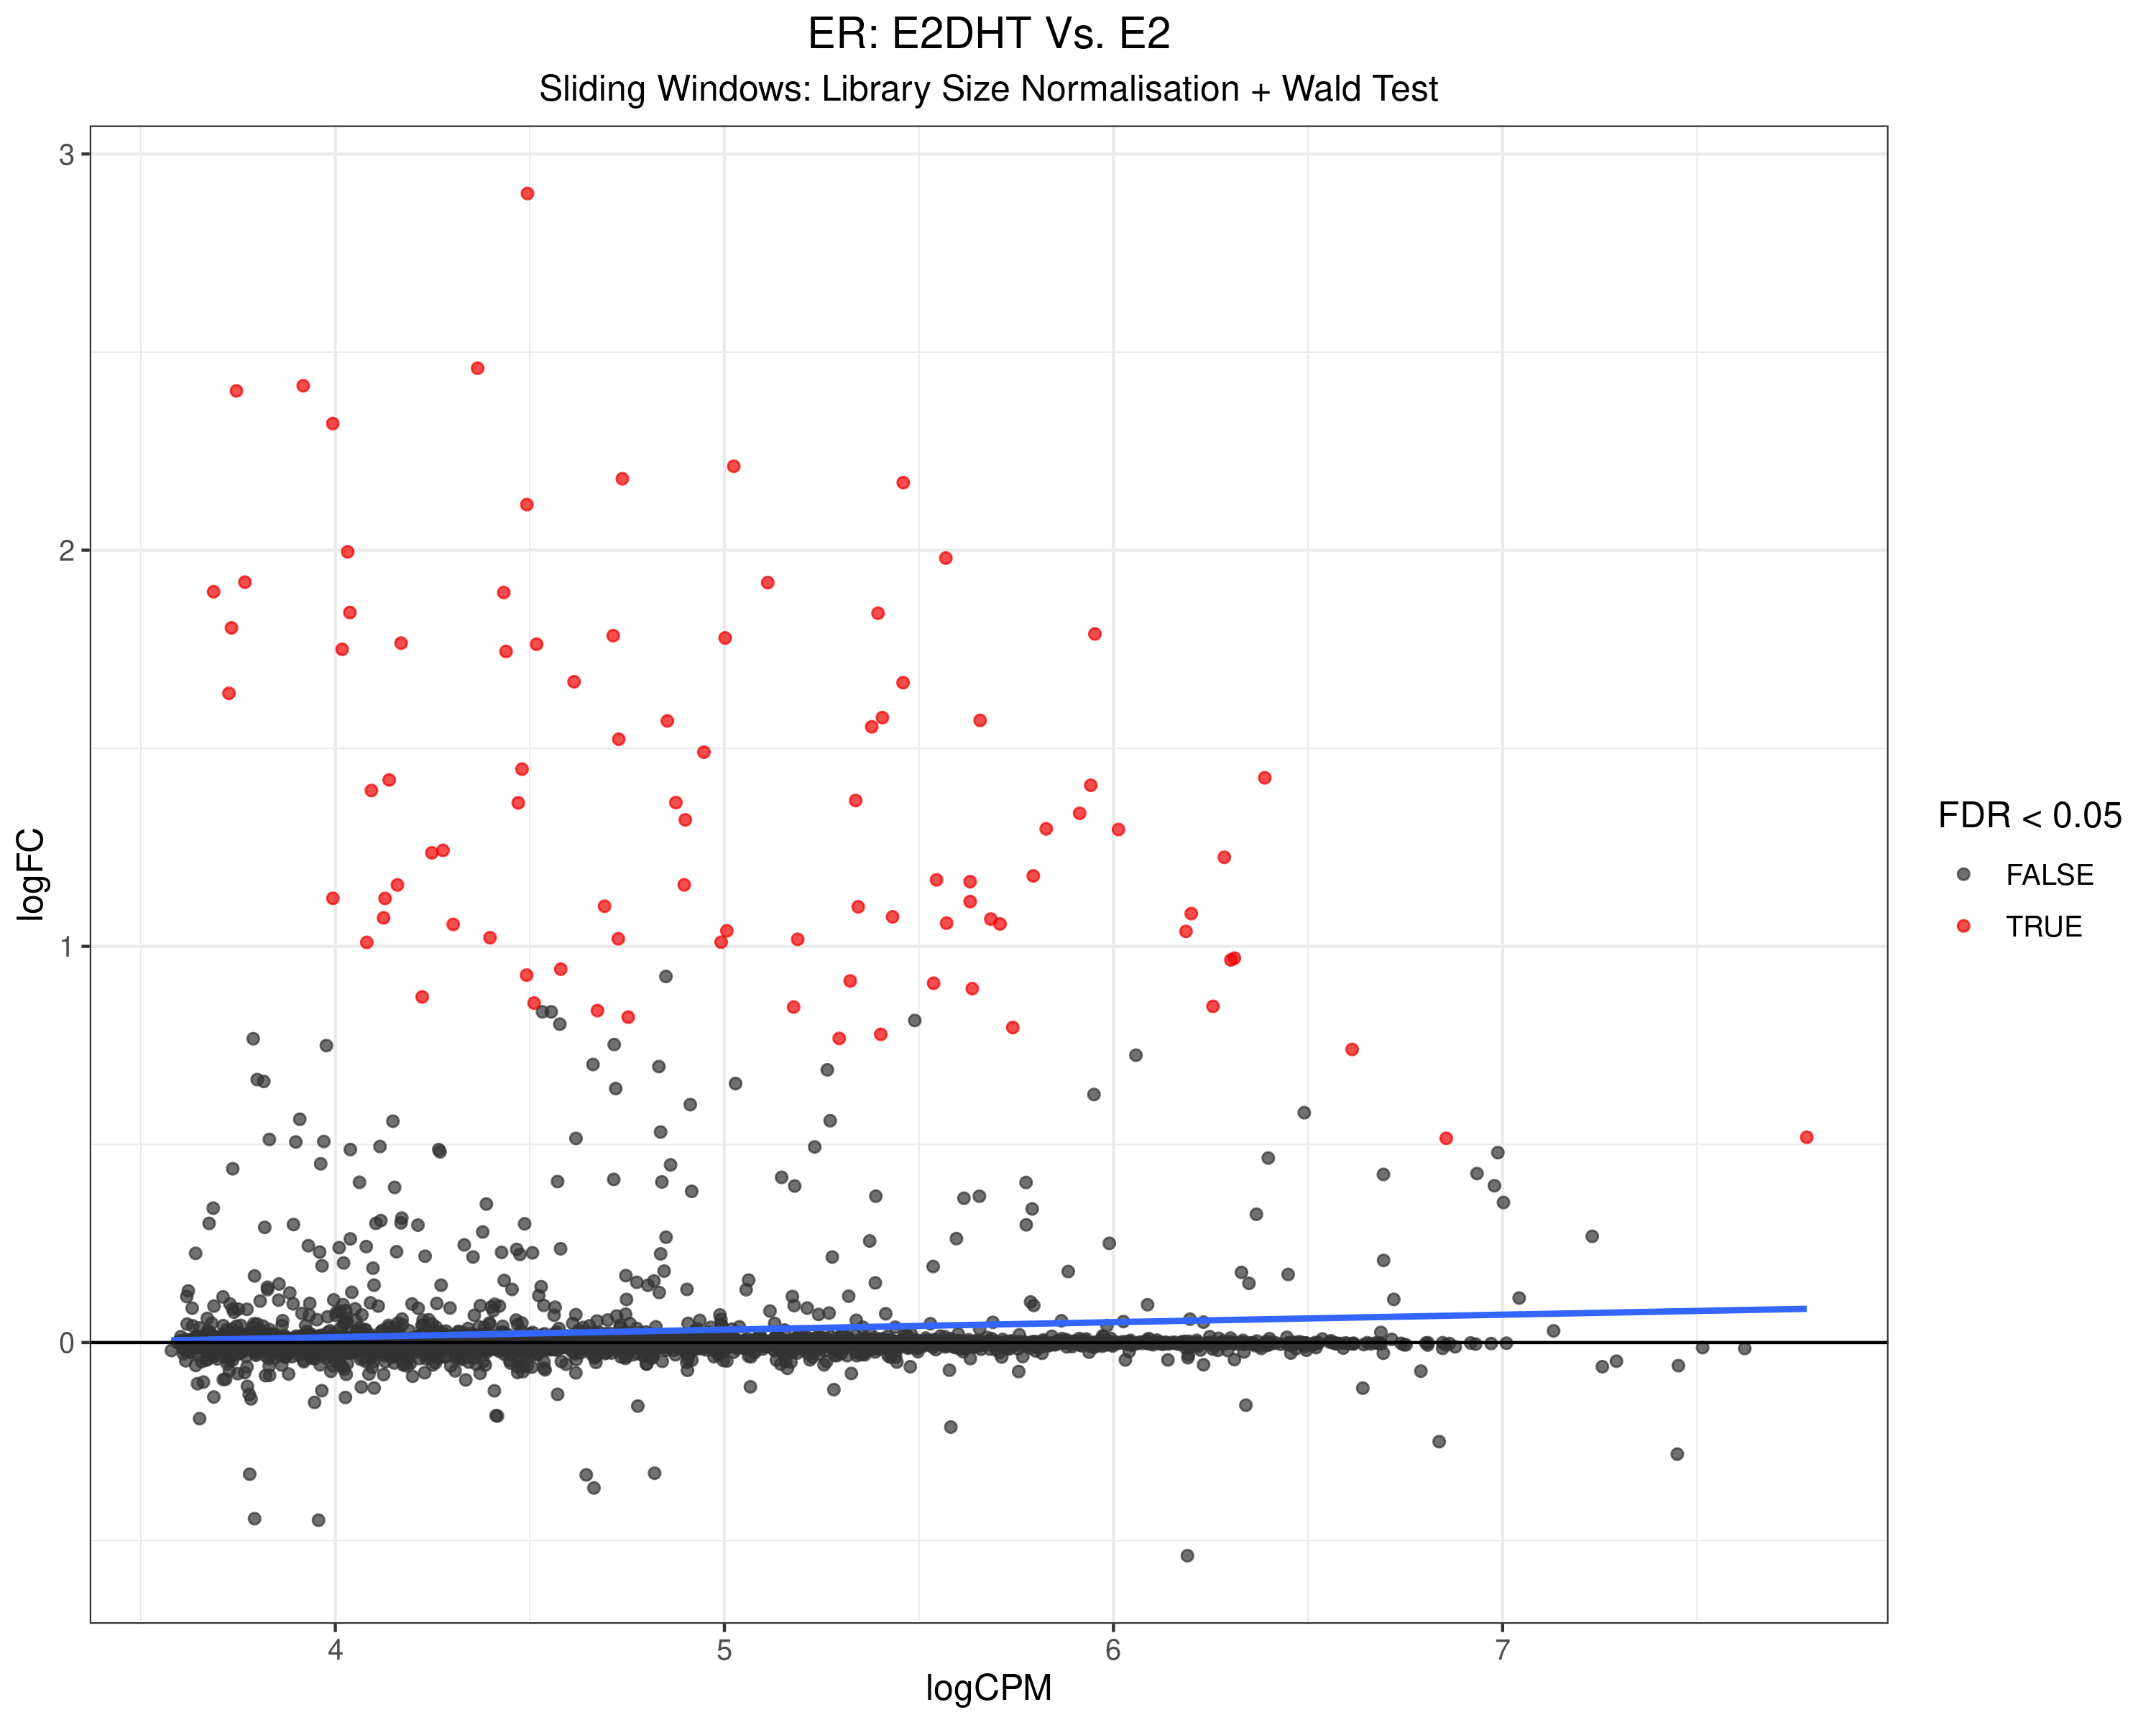 ER: E2DHT Vs. E2
Sliding Windows: Library Size Normalisation + Wald Test
3
2
1
0
logFC
4 5 6 7
logCPM
FDR < 0.05
FALSE
TRUE